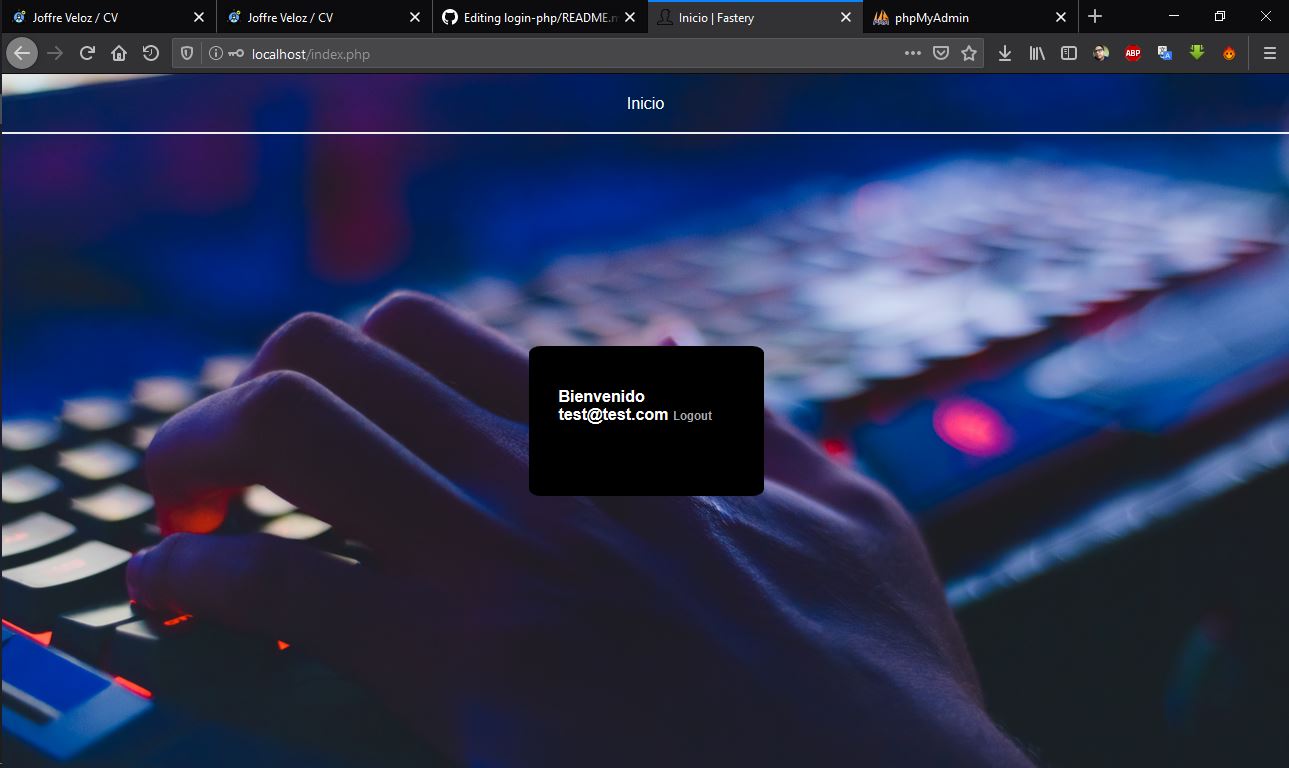 Joffre Veloz / CV
Joffre Veloz / CV
Editing login-php/README.m
Inicio | Fastery
phpMyAdmin
localhost/index.php
ABP
Inicio
Bienvenido
test@test.com Logout